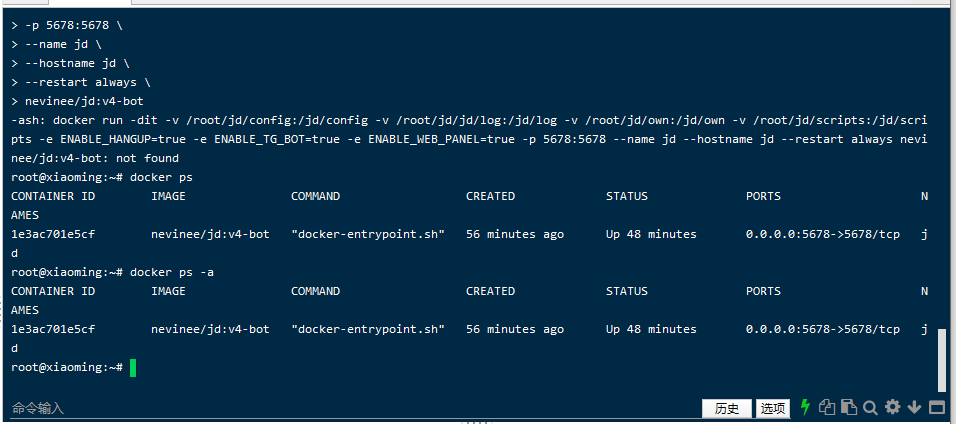 > -p 5678:5678 \
> --name jd \
> --hostname jd \
> --restart always \
> nevinee/jd:v4-bot
-ash: docker run -dit -v /root/jd/config:/jd/config -v /root/jd/jd/log:/jd/log -v /root/jd/own:/jd/own -v /root/jd/scripts:/jd/scri
pts -e ENABLE_HANGUP=true -e ENABLE_TG_BOT=true -e ENABLE_WEB_PANEL=true -p 5678:5678 --name jd --hostname jd --restart always nevi
nee/jd:v4-bot: not found
root@xiaoming:~# docker ps
CONTAINER ID        IMAGE               COMMAND                  CREATED             STATUS              PORTS                    N
AMES
1e3ac701e5cf        nevinee/jd:v4-bot   "docker-entrypoint.sh"   56 minutes ago      Up 48 minutes       0.0.0.0:5678->5678/tcp   j
d
root@xiaoming:~# docker ps -a
CONTAINER ID        IMAGE               COMMAND                  CREATED             STATUS              PORTS                    N
AMES
1e3ac701e5cf        nevinee/jd:v4-bot   "docker-entrypoint.sh"   56 minutes ago      Up 48 minutes       0.0.0.0:5678->5678/tcp   j
d
root@xiaoming:~#
命令输入 历史 选项